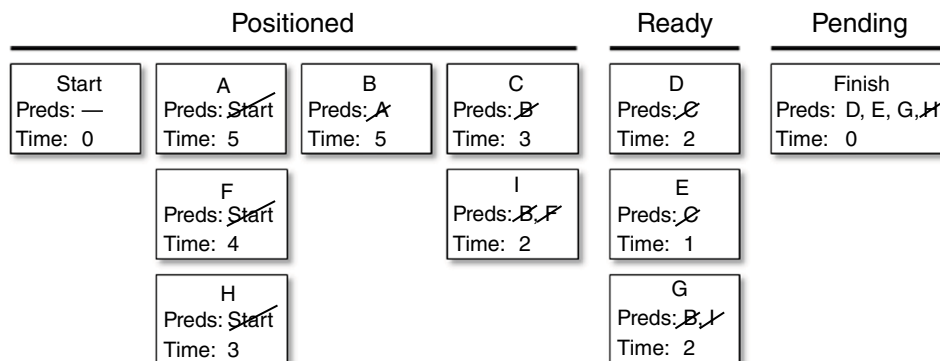 Positioned
Ready
Pending
Start
Preds: —
Time: 0
A
Preds: Start
Time: 5
B
Preds: A
Time: 5
C
Preds: B
Time: 3
D
Preds: C
Time: 2
Finish
Preds: D, E, G, H
Time: 0
F
Preds: Start
Time: 4
I
Preds: B, F
Time: 2
E
Preds: C
Time: 1
H
Preds: Start
Time: 3
G
Preds: B, I
Time: 2